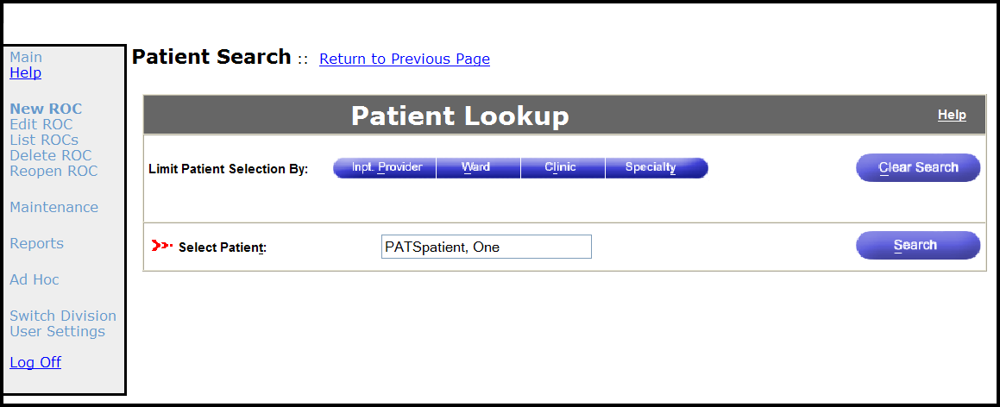 Main
Help
New ROC
Edit ROC
List ROCs
Delete ROC
Reopen ROC
Maintenance
Reports
Ad Hoc
Switch Division
User Settings
Log Off
Patient Search :: Return to Previous Page
Patient Lookup Help
Limit Patient Selection By: Inpt. Provider Ward Clinic Specialty Clear Search
Select Patient: PATSpatient, One Search